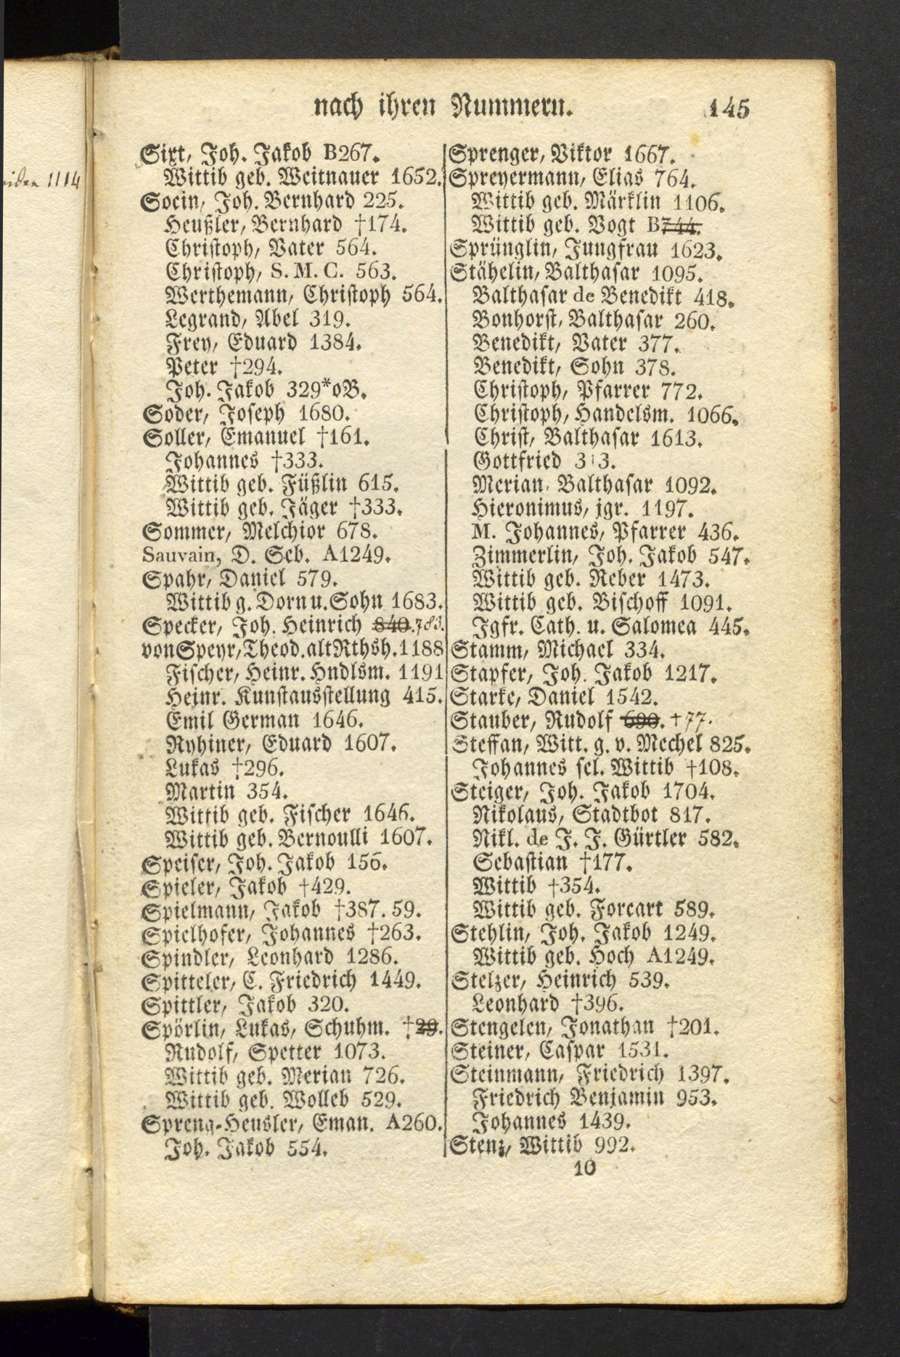 nach ihren Nummern. 145
Sixt, Joh. Jakob B267.
Wittib geb. Weitnauer 1652.
Socin, Joh. Bernhard 225.
Heußler, Bernhard †174.
Christoph, Vater 564.
Christoph, S. M. C. 563.
Werthemann, Christoph 564.
Legrand, Abel 319.
Frey, Eduard 1384.
Peter †294.
Joh. Jakob 329*oB.
Soder, Joseph 1680.
Soller, Emanuel †161.
Johannes †333.
Wittib geb. Füßlin 615.
Wittib geb. Jäger †333.
Sommer, Melchior 678.
Sauvain, D. Seb. A1249.
Spahr, Daniel 579.
Wittib g. Dorn u. Sohn 1683.
Specker, Joh. Heinrich 840.
von Speyr, Theod. alt Rthsh. 1188
Fischer, Heinr. Hndlsm. 1191
Heinr. Kunstausstellung 415.
Emil German 1646.
Ryhiner, Eduard 1607.
Lukas †296.
Martin 354.
Wittib geb. Fischer 1646.
Wittib geb. Bernoulli 1607.
Speiser, Joh. Jakob 156.
Spieler, Jakob †429.
Spielmann, Jakob †387. 59.
Spielhofer, Johannes †263.
Spindler, Leonhard 1286.
Spitteler, C. Friedrich 1449.
Spittler, Jakob 320.
Spörlin, Lukas, Schuhm. †29.
Rudolf, Spetter 1073.
Wittib geb. Merian 726.
Wittib geb. Wolleb 529.
Spreng-Heusler, Eman. A260.
Joh. Jakob 554.
Sprenger, Viktor 1667.
Spreyermann, Elias 764.
Wittib geb. Märklin 1106.
Wittib geb. Vogt B744.
Sprünglin, Jungfrau 1623.
Stähelin, Balthasar 1095.
Balthasar de Benedikt 418.
Bonhorst, Balthasar 260.
Benedikt, Vater 377.
Benedikt, Sohn 378.
Christoph, Pfarrer 772.
Christoph, Handelsm. 1066.
Christ, Balthasar 1613.
Gottfried 313.
Merian, Balthasar 1092.
Hieronimus, jgr. 1197.
M. Johannes, Pfarrer 436.
Zimmerlin, Joh. Jakob 547.
Wittib geb. Reber 1473.
Wittib geb. Bischoff 1091.
Jgfr. Cath. u. Salomea 445.
Stamm, Michael 334.
Stapfer, Joh. Jakob 1217.
Starke, Daniel 1542.
Stauber, Rudolf 690. †77.
Steffan, Witt. g. v. Mechel 825.
Johannes sel. Wittib †108.
Steiger, Joh. Jakob 1704.
Nikolaus, Stadtbot 817.
Nikl. de J. J. Gürtler 582.
Sebastian †177.
Wittib †354.
Wittib geb. Forcart 589.
Stehlin, Joh. Jakob 1249.
Wittib geb. Hoch A1249.
Stelzer, Heinrich 539.
Leonhard †396.
Stengelen, Jonathan †201.
Steiner, Caspar 1531.
Steinmann, Friedrich 1397.
Friedrich Benjamin 953.
Johannes 1439.
Stenz, Wittib 992.
10